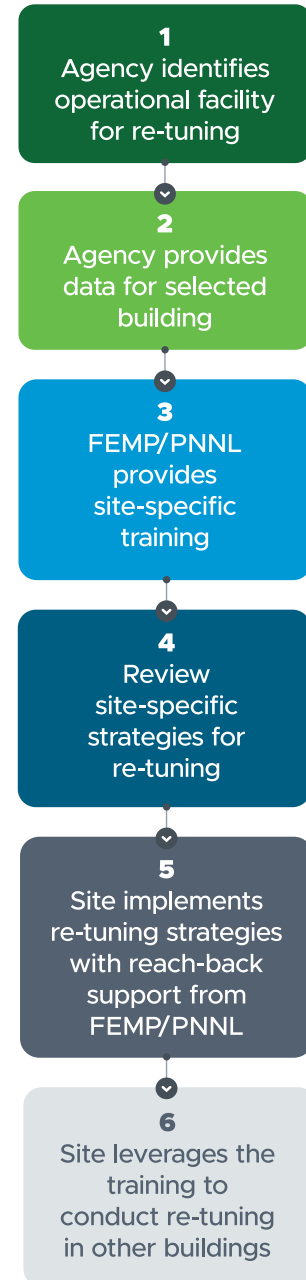 1
Agency identifies
operational facility
for re-tuning
2
Agency provides
data for selected
building
3
FEMP/PNNL
provides
site-specific
training
4
Review
site-specific
strategies for
re-tuning
5
Site implements
re-tuning strategies
with reach-back
support from
FEMP/PNNL
6
Site leverages the
training to
conduct re-tuning
in other buildings